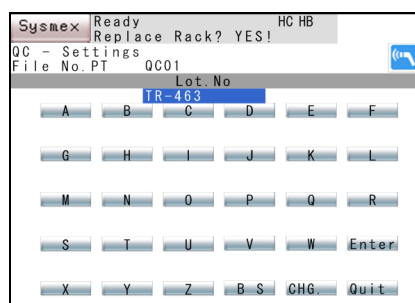 Sysmex Ready HC HB
Replace Rack? YES!
QC - Settings
File No.PT QC01
Lot.No
TR-463
A B C D E F
G H I J K L
M N O P Q R
S T U V W Enter
X Y Z B S CHG. Quit